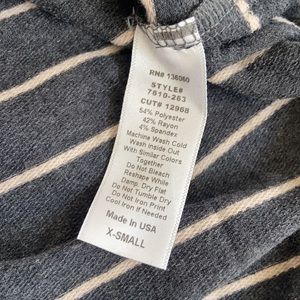 RN# 136060
STYLE#
7610-263
CUT# 12968
54% Polyester
42% Rayon
4% Spandex
Machine Wash Cold
Wash Inside Out
With Similar Colors
Together
Do Not Bleach
Reshape While
Damp, Dry Flat
Do Not Tumble Dry
Do Not Iron Print
Cool Iron if Needed
Made In USA
X-SMALL